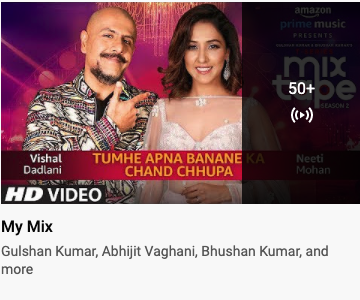 amazon
prime music
PRESENTS
mix
tape
SEASON 2
50+
Vishal
Dadlani
TUMHE APNA BANANE KA
CHAND CHHUPA
Neeti
Mohan
HD VIDEO
My Mix
Gulshan Kumar, Abhijit Vaghani, Bhushan Kumar, and
more